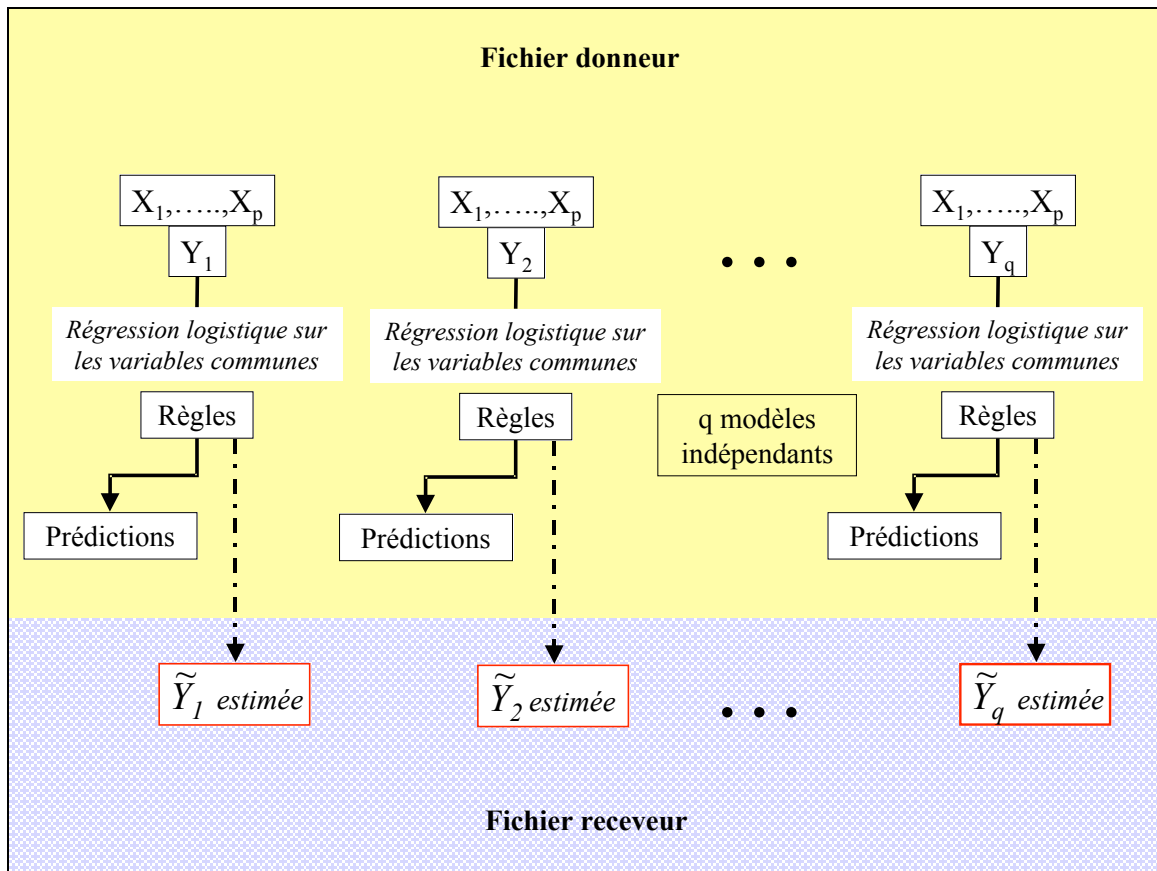 Fichier donneur
X1,.....,Xp
X1,.....,Xp
X1,.....,Xp
Y1
Y2
• • •
Yq
Régression logistique sur
les variables communes
Régression logistique sur
les variables communes
Régression logistique sur
les variables communes
Règles
Règles
q modèles
indépendants
Règles
Prédictions
Prédictions
Prédictions
Ỹ1 estimée
Ỹ2 estimée
• • •
Ỹq estimée
Fichier receveur